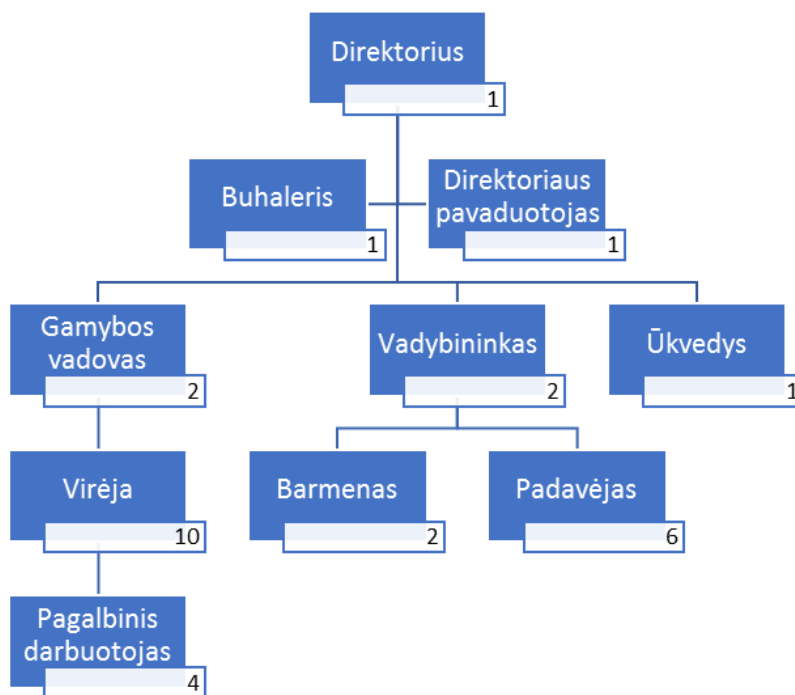 Direktorius
1
Buhaleris
1
Direktoriaus
pavaduotojas
1
Gamybos
vadovas
2
Vadybininkas
2
Ūkvedys
1
Virėja
10
Barmenas
2
Padavėjas
6
Pagalbinis
darbuotojas
4